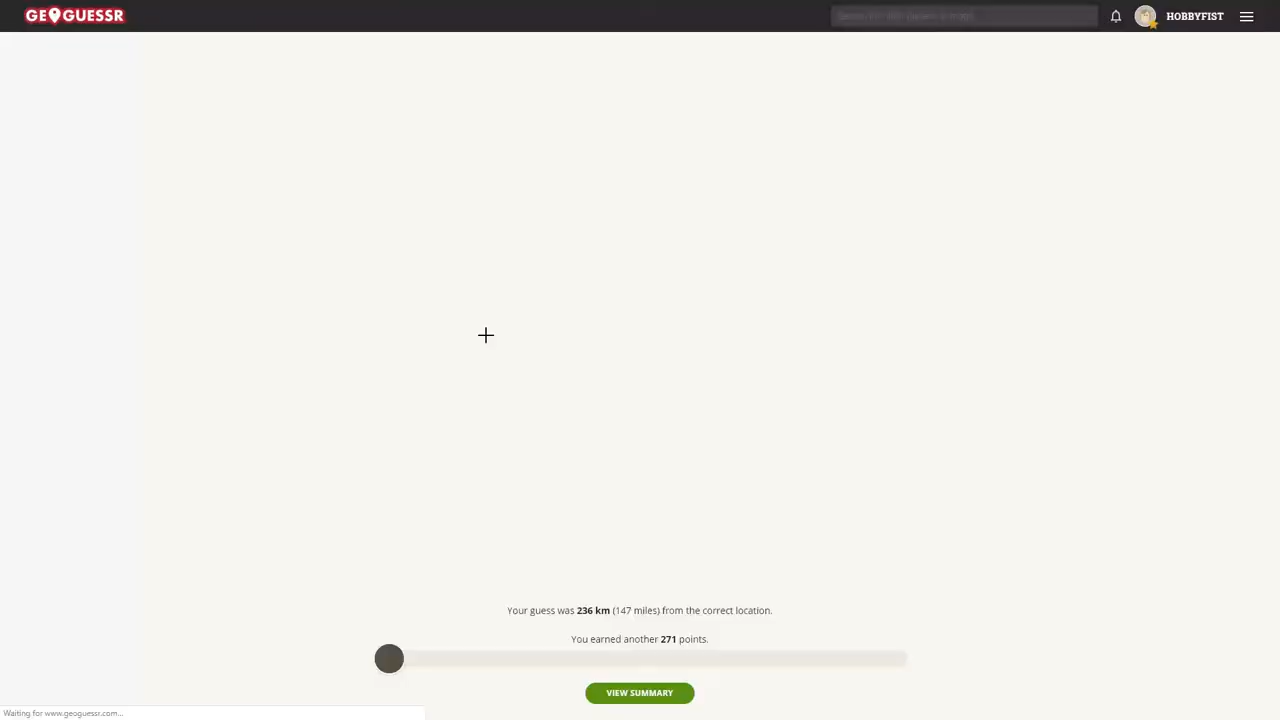 GEOGUESSR
HOBBYFIST
Your guess was 236 km (147 miles) from the correct location.
You earned another 271 points.
VIEW SUMMARY
Waiting for www.geoguessr.com...